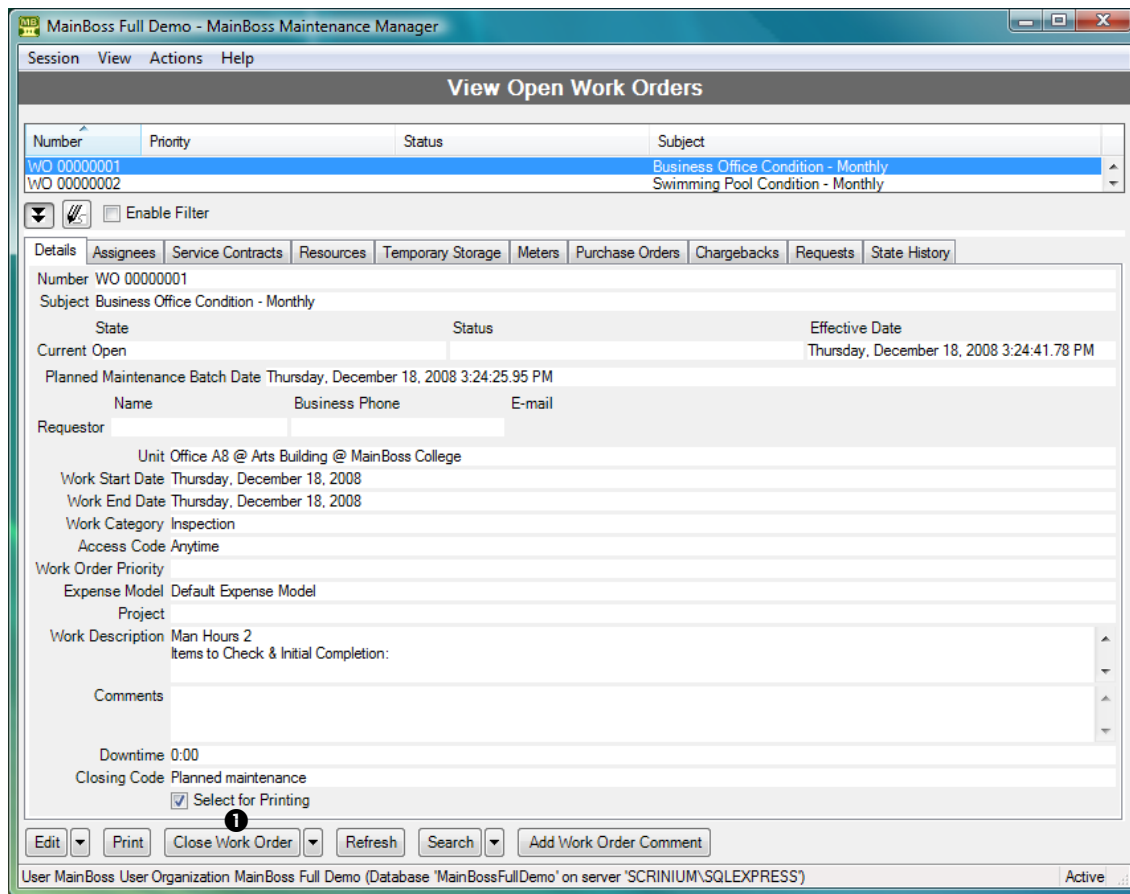 MainBoss Full Demo - MainBoss Maintenance Manager
Session View Actions Help
View Open Work Orders
Number Priority Status Subject
WO 00000001 Business Office Condition - Monthly
WO 00000002 Swimming Pool Condition - Monthly
Enable Filter
Details Assignees Service Contracts Resources Temporary Storage Meters Purchase Orders Chargebacks Requests State History
Number WO 00000001
Subject Business Office Condition - Monthly
State Status Effective Date
Current Open Thursday, December 18, 2008 3:24:41.78 PM
Planned Maintenance Batch Date Thursday, December 18, 2008 3:24:25.95 PM
Name Business Phone E-mail
Requestor
Unit Office A8 @ Arts Building @ MainBoss College
Work Start Date Thursday, December 18, 2008
Work End Date Thursday, December 18, 2008
Work Category Inspection
Access Code Anytime
Work Order Priority
Expense Model Default Expense Model
Project
Work Description Man Hours 2
Items to Check & Initial Completion:
Comments
Downtime 0:00
Closing Code Planned maintenance
Select for Printing
❶
Edit Print Close Work Order Refresh Search Add Work Order Comment
User MainBoss User Organization MainBoss Full Demo (Database 'MainBossFullDemo' on server 'SCRINIUM\SQLEXPRESS') Active